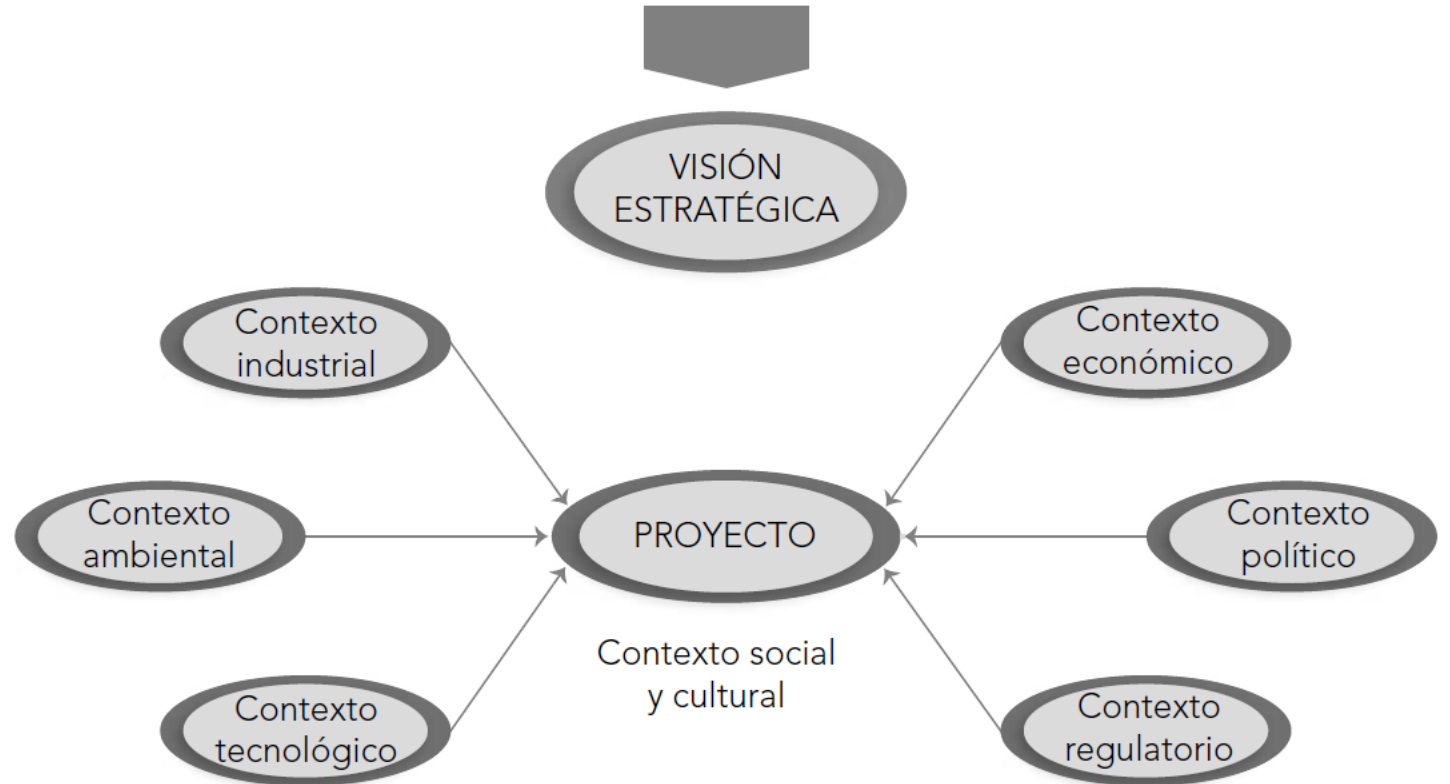 VISIÓN
ESTRATÉGICA
Contexto
industrial
Contexto
económico
Contexto
ambiental
PROYECTO
Contexto
político
Contexto social
y cultural
Contexto
tecnológico
Contexto
regulatorio